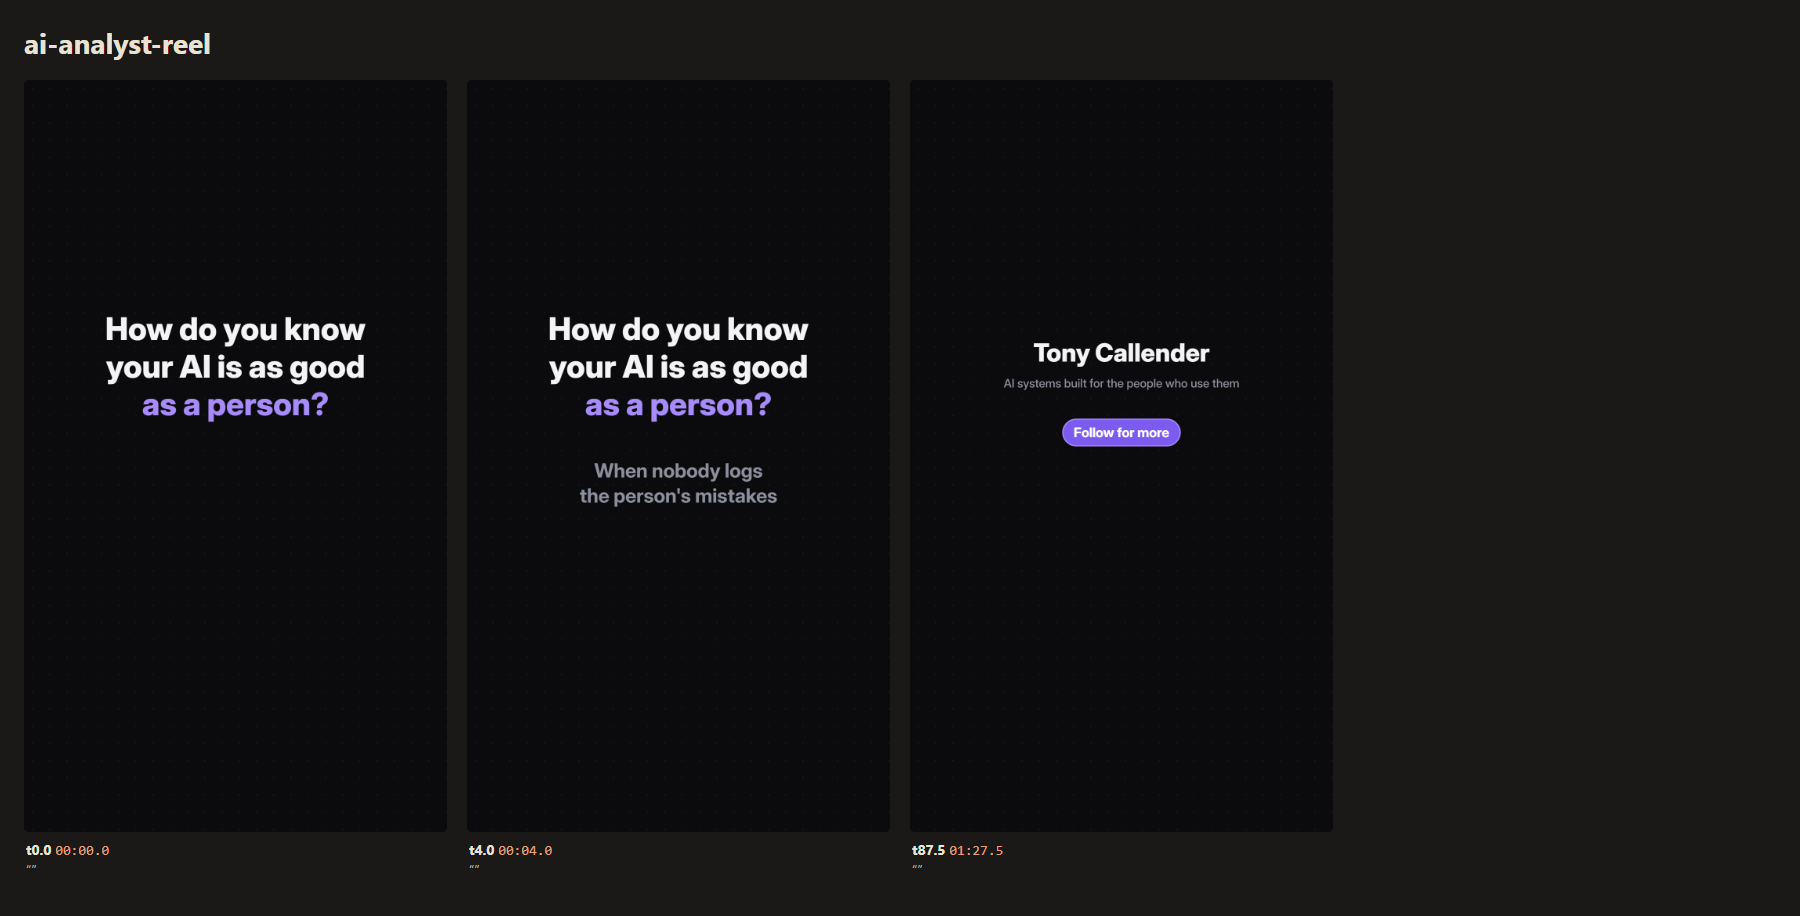 ai-analyst-reel
How do you know
your AI is as good
as a person?
t0.0 00:00.0
“”
How do you know
your AI is as good
as a person?
When nobody logs
the person's mistakes
t4.0 00:04.0
“”
Tony Callender
AI systems built for the people who use them
Follow for more
t87.5 01:27.5
“”